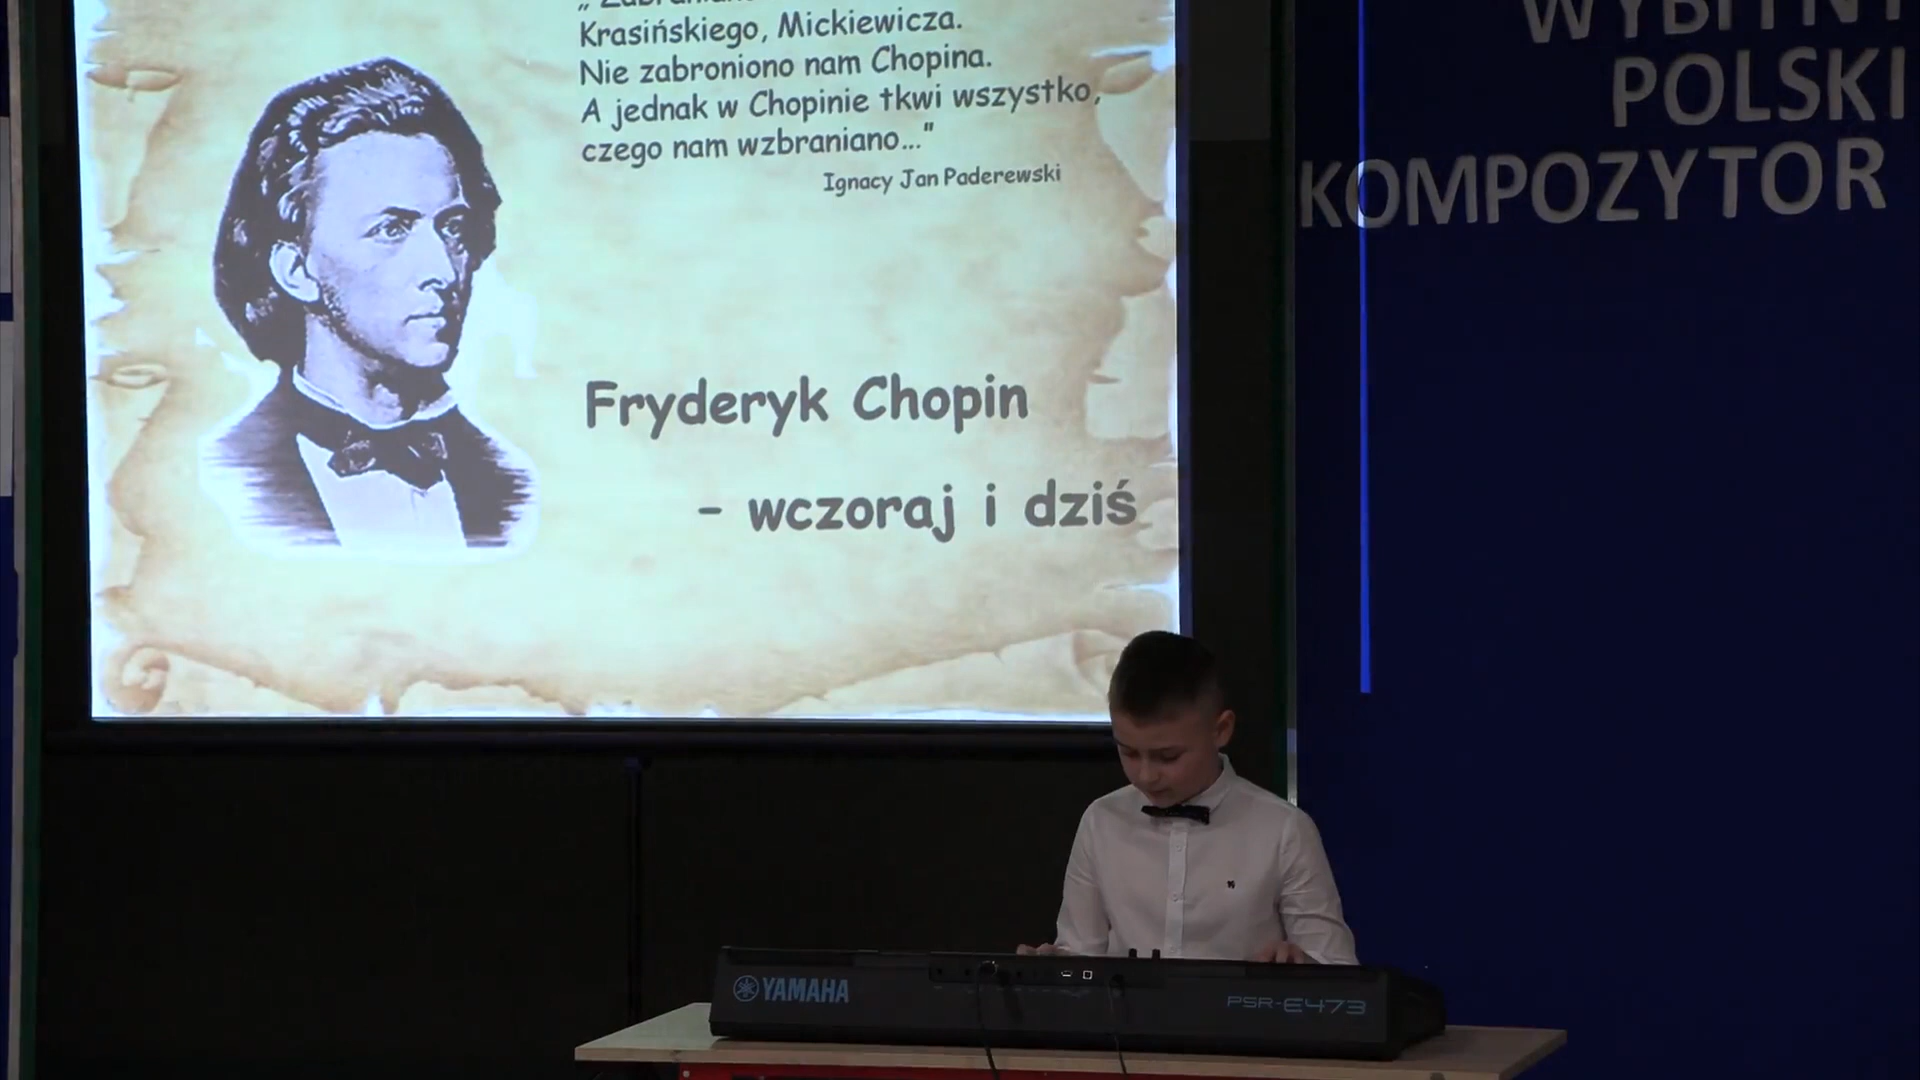 Krasińskiego, Mickiewicza.
Nie zabroniono nam Chopina.
A jednak w Chopinie tkwi wszystko,
czego nam wzbraniano..."
Ignacy Jan Paderewski
Fryderyk Chopin
- wczoraj i dziś
WYBITNY
POLSKI
KOMPOZYTOR
YAMAHA
PSR-E473